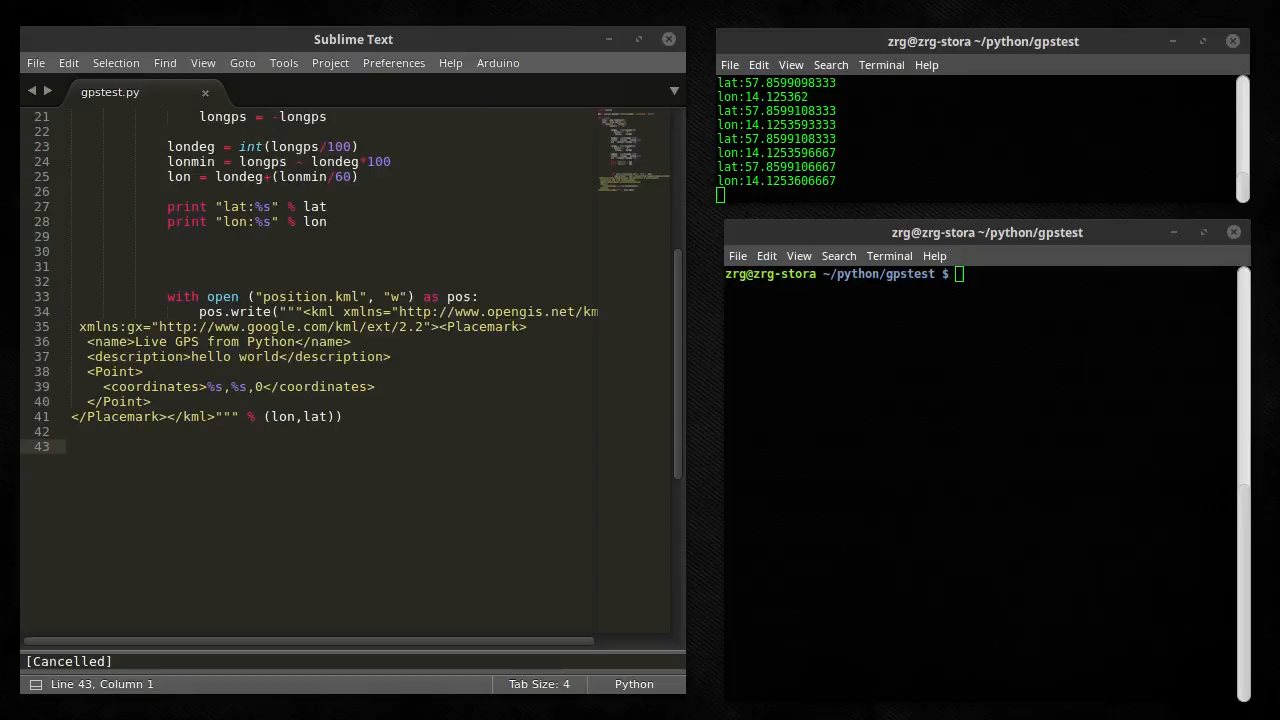 Sublime Text
File Edit Selection Find View Goto Tools Project Preferences Help Arduino
gpstest.py
21 longps = -longps
22
23 londeg = int(longps/100)
24 lonmin = longps - londeg*100
25 lon = londeg+(lonmin/60)
26
27 print "lat:%s" % lat
28 print "lon:%s" % lon
29
30
31
32
33 with open ("position.kml", "w") as pos:
34 pos.write("""<kml xmlns="http://www.opengis.net/km
35 xmlns:gx="http://www.google.com/kml/ext/2.2"><Placemark>
36 <name>Live GPS from Python</name>
37 <description>hello world</description>
38 <Point>
39 <coordinates>%s,%s,0</coordinates>
40 </Point>
41 </Placemark></kml>""" % (lon,lat))
42
43
[Cancelled]
Line 43, Column 1 Tab Size: 4 Python
zrg@zrg-stora ~/python/gpstest
File Edit View Search Terminal Help
lat:57.8599098333
lon:14.125362
lat:57.8599108333
lon:14.1253593333
lat:57.8599108333
lon:14.1253596667
lat:57.8599106667
lon:14.1253606667
zrg@zrg-stora ~/python/gpstest
File Edit View Search Terminal Help
zrg@zrg-stora ~/python/gpstest $